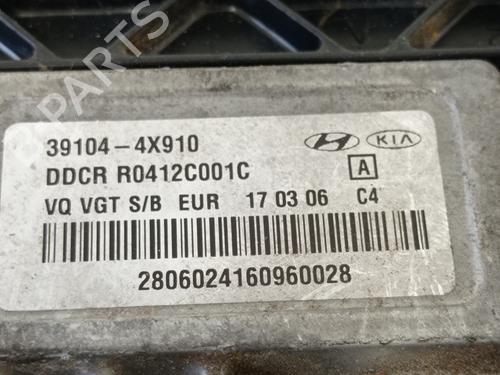 39104-4X910
KIA
DDCR R0412C001C
A
VQ VGT S/B EUR 17 03 06 C4
2806024160960028
B-PARTS